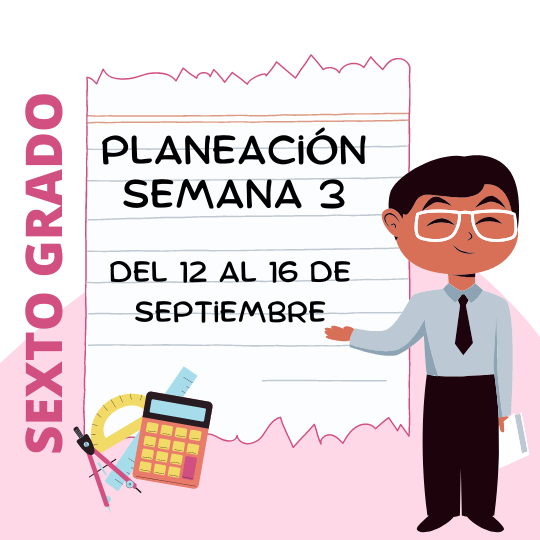 SEXTO GRADO
PLANEACIÓN
SEMANA 3
DEL 12 AL 16 DE
SEPTIEMBRE